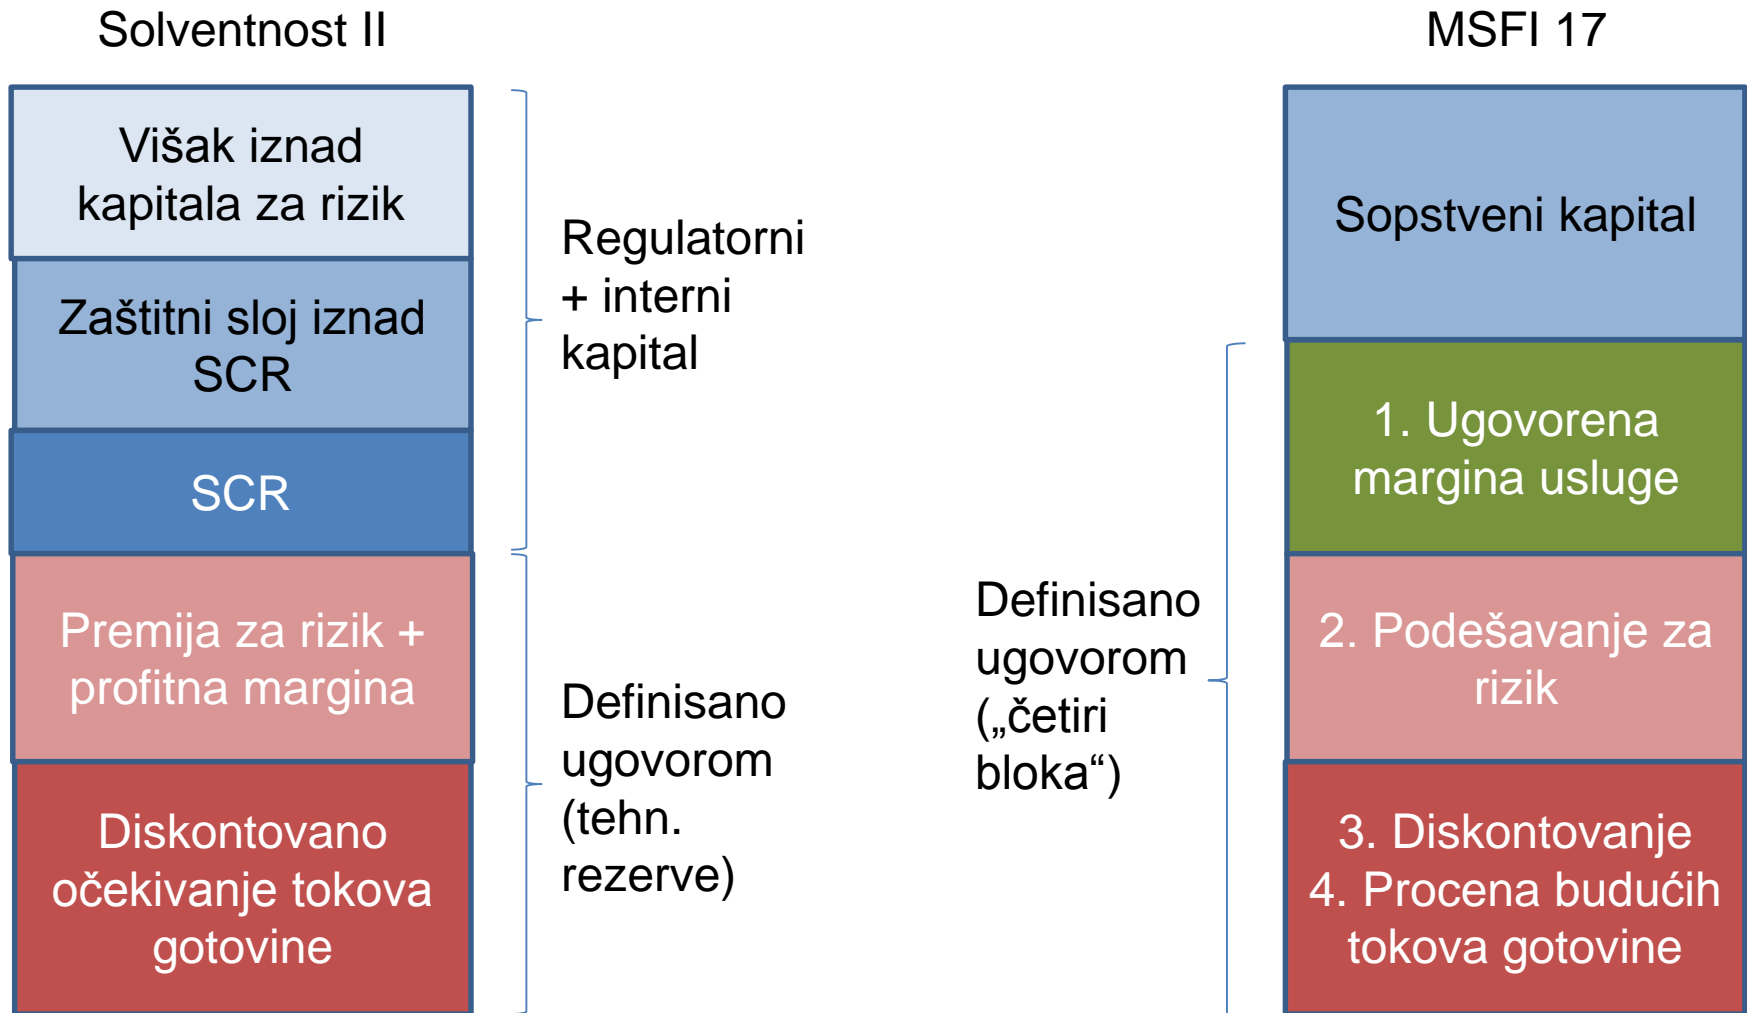 Solventnost II
Višak iznad
kapitala za rizik
Zaštitni sloj iznad
SCR
SCR
Premija za rizik +
profitna margina
Diskontovano
očekivanje tokova
gotovine
Regulatorni
+ interni
kapital
Definisano
ugovorom
(tehn.
rezerve)
MSFI 17
Definisano
ugovorom
(„četiri
bloka“)
Sopstveni kapital
1. Ugovorena
margina usluge
2. Podešavanje za
rizik
3. Diskontovanje
4. Procena budućih
tokova gotovine